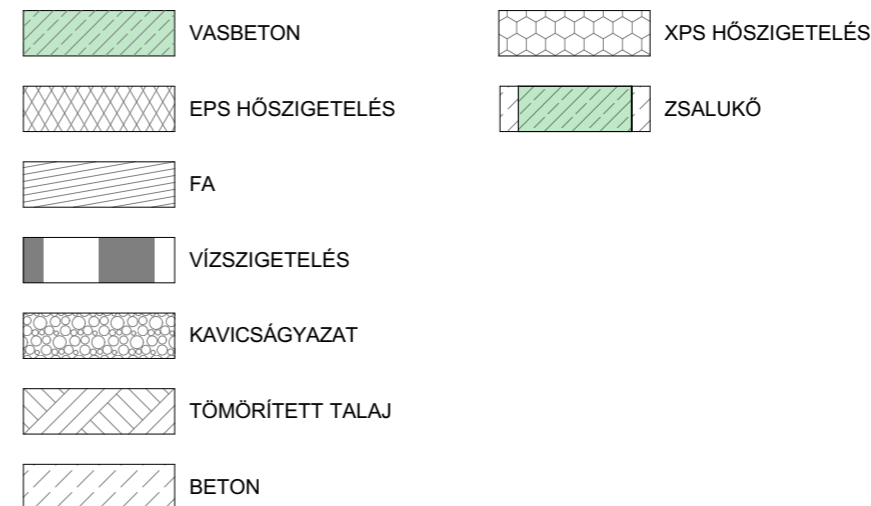 VASBETON
EPS HŐSZIGETELÉS
FA
VÍZSZIGETELÉS
KAVICSÁGYAZAT
TÖMÖRÍTETT TALAJ
BETON
XPS HŐSZIGETELÉS
ZSALUKŐ